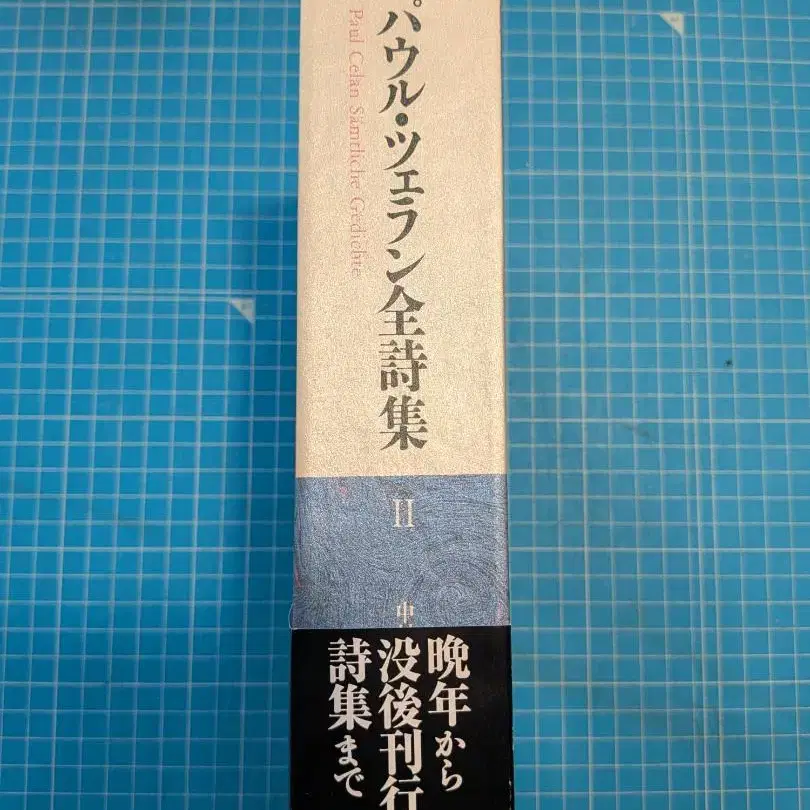 パウル・ツェラン全詩集
Paul Celan Sämtliche Gedichte
II
中
晩年から
没後刊行
詩集まで